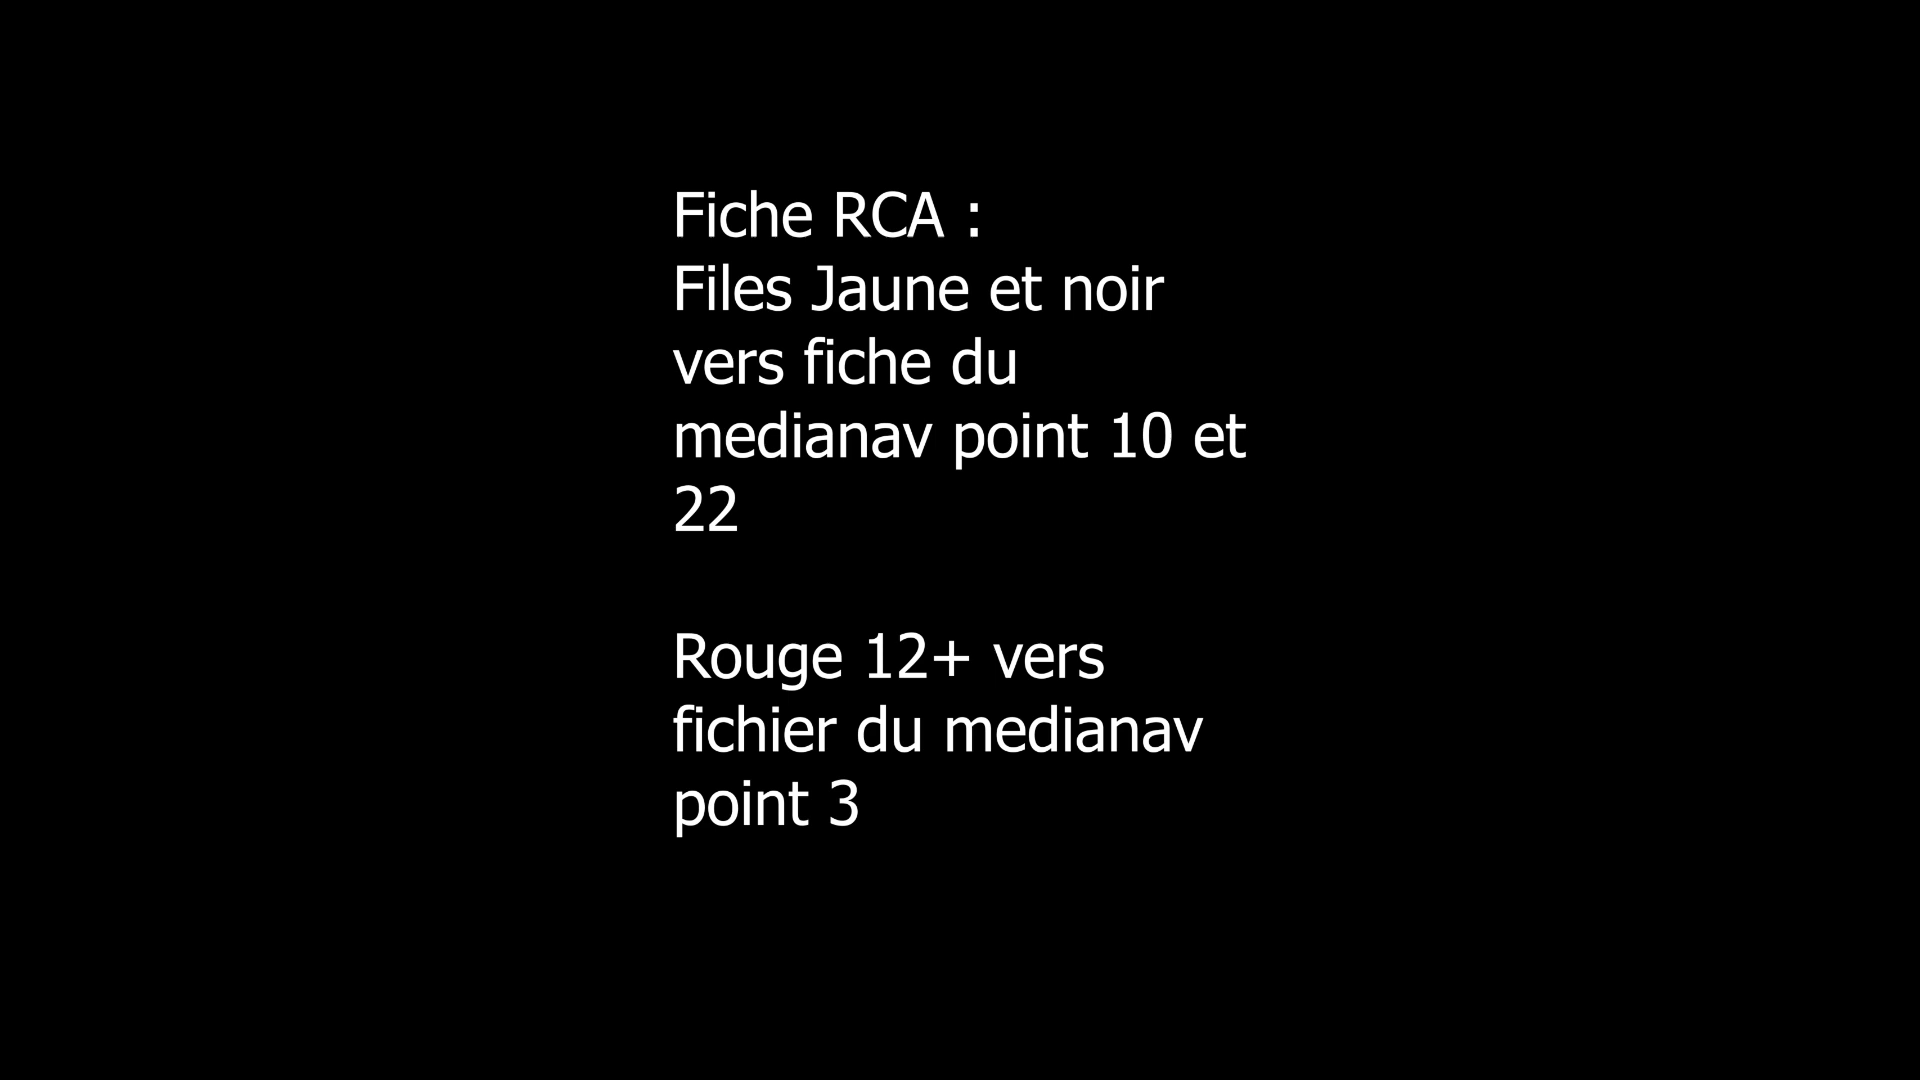 Fiche RCA :
Files Jaune et noir
vers fiche du
medianav point 10 et
22
Rouge 12+ vers
fichier du medianav
point 3